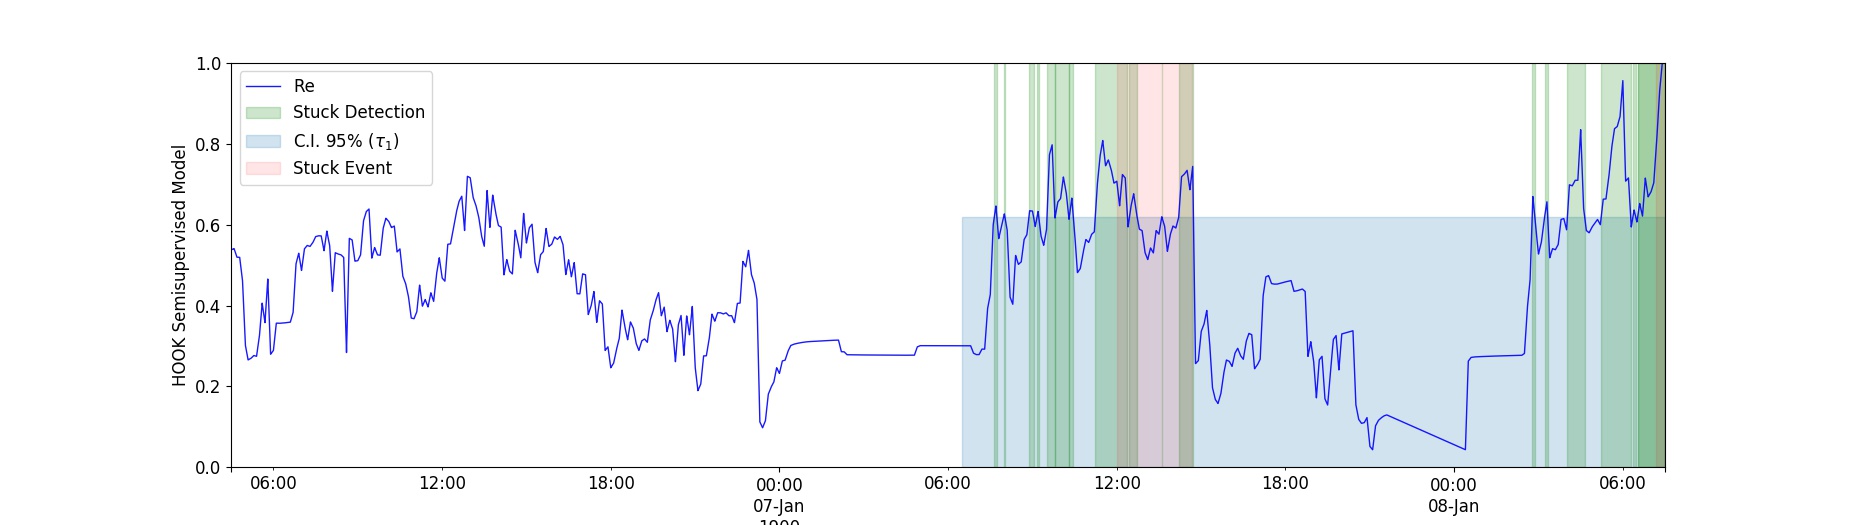 HOOK Semisupervised Model
1.0
0.8
0.6
0.4
0.2
0.0
Re
Stuck Detection
C.I. 95% (τ₁)
Stuck Event
06:00
12:00
18:00
00:00
06:00
12:00
18:00
00:00
06:00
07-Jan
08-Jan
1900